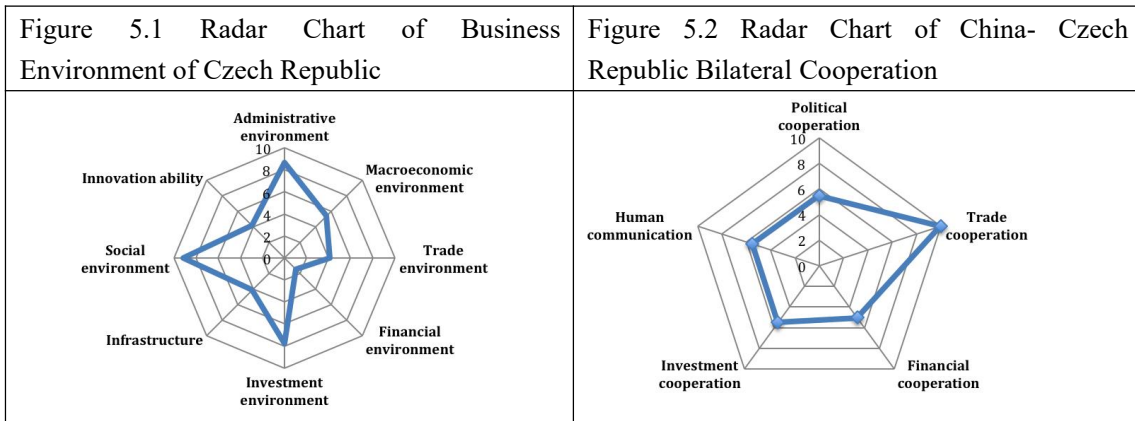 Figure 5.1 Radar Chart of Business
Environment of Czech Republic
Figure 5.2 Radar Chart of China- Czech
Republic Bilateral Cooperation
Administrative
environment
10
8
6
4
2
0
Macroeconomic
environment
Trade
environment
Financial
environment
Investment
environment
Infrastructure
Social
environment
Innovation ability
Political
cooperation
10
8
6
4
2
0
Trade
cooperation
Financial
cooperation
Investment
cooperation
Human
communication